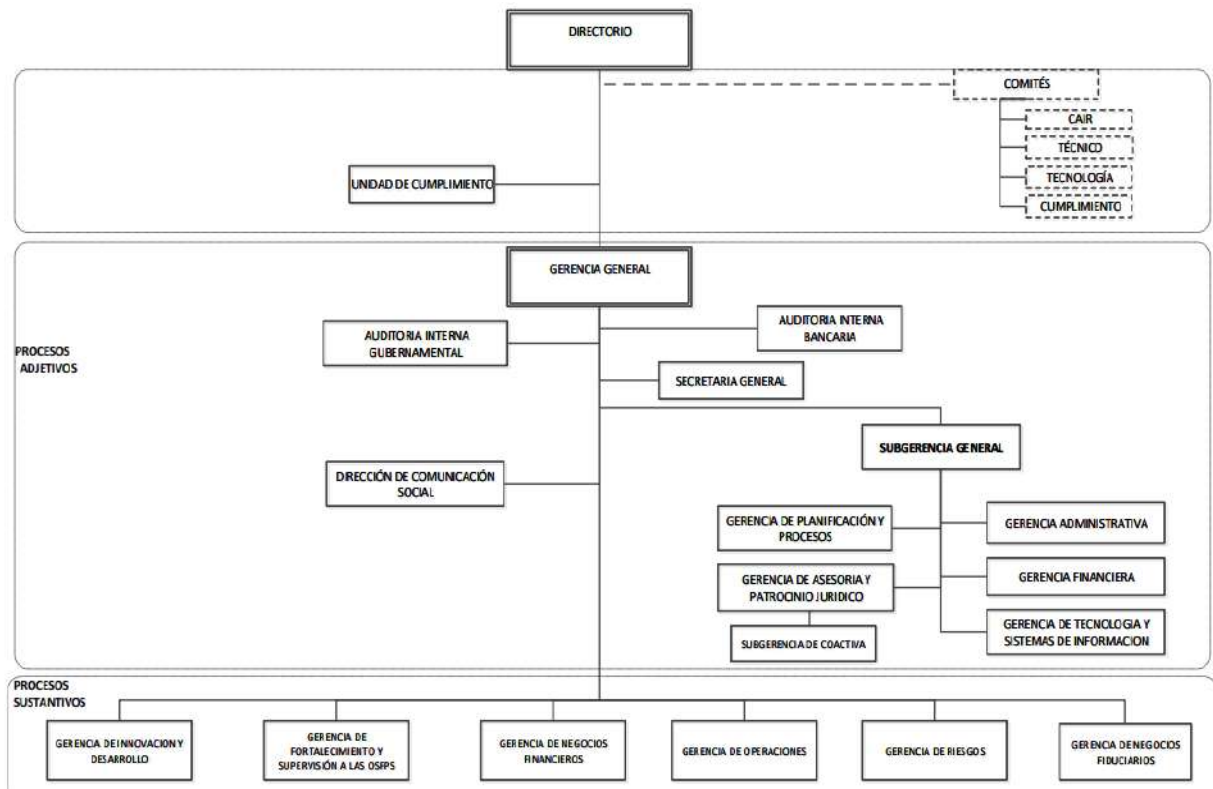 DIRECTORIO
COMITÉS
CAIR
TÉCNICO
TECNOLOGÍA
CUMPLIMIENTO
UNIDAD DE CUMPLIMIENTO
GERENCIA GENERAL
AUDITORIA INTERNA
BANCARIA
AUDITORIA INTERNA
GUBERNAMENTAL
PROCESOS
ADJETIVOS
SECRETARIA GENERAL
SUBGERENCIA GENERAL
DIRECCIÓN DE COMUNICACIÓN
SOCIAL
GERENCIA DE PLANIFICACIÓN Y
PROCESOS
GERENCIA ADMINISTRATIVA
GERENCIA DE ASESORIA Y
PATROCINIO JURIDICO
GERENCIA FINANCIERA
SUBGERENCIA DE COACTIVA
GERENCIA DE TECNOLOGIA Y
SISTEMAS DE INFORMACION
PROCESOS
SUSTANTIVOS
GERENCIA DE INNOVACION Y
DESARROLLO
GERENCIA DE
FORTALECIMIENTO Y
SUPERVISIÓN A LAS OSFPS
GERENCIA DE NEGOCIOS
FINANCIEROS
GERENCIA DE OPERACIONES
GERENCIA DE RIESGOS
GERENCIA DE NEGOCIOS
FIDUCIARIOS